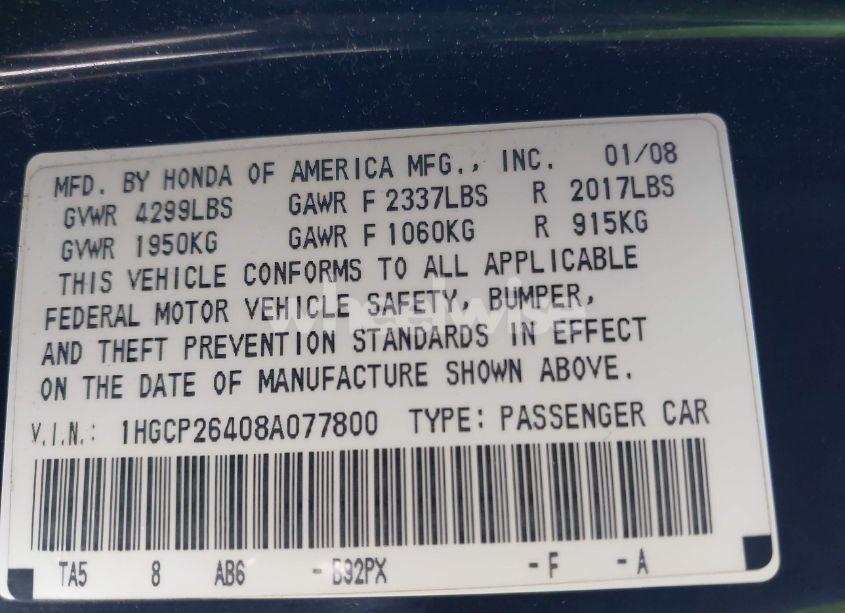 MFD. BY HONDA OF AMERICA MFG., INC. 01/08
GVWR 4299LBS GAWR F 2337LBS R 2017LBS
GVWR 1950KG GAWR F 1060KG R 915KG
THIS VEHICLE CONFORMS TO ALL APPLICABLE
FEDERAL MOTOR VEHICLE SAFETY, BUMPER,
wheelwise
AND THEFT PREVENTION STANDARDS IN EFFECT
ON THE DATE OF MANUFACTURE SHOWN ABOVE.
V.I.N.: 1HGCP26408A077800 TYPE: PASSENGER CAR
TA5 8 AB6 - B92PX - F - A